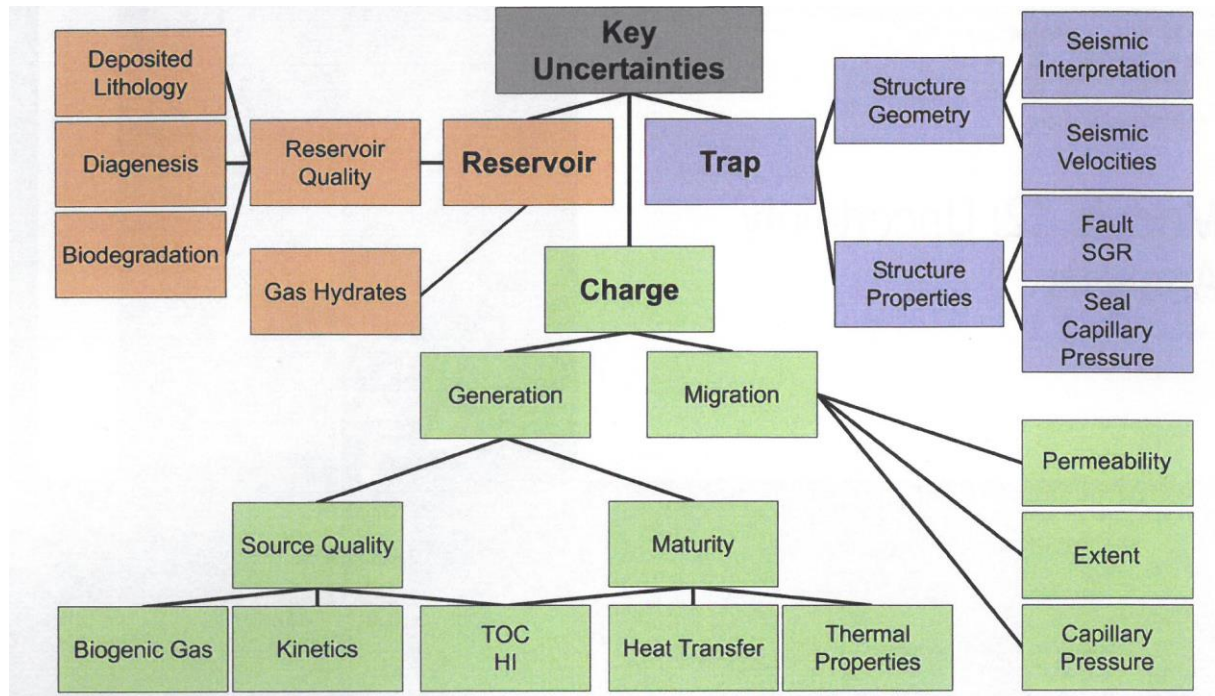 Key
Uncertainties
Deposited
Lithology
Diagenesis
Biodegradation
Reservoir
Quality
Gas Hydrates
Reservoir
Trap
Charge
Structure
Geometry
Structure
Properties
Seismic
Interpretation
Seismic
Velocities
Fault
SGR
Seal
Capillary
Pressure
Generation
Migration
Permeability
Extent
Capillary
Pressure
Source Quality
Maturity
Biogenic Gas
Kinetics
TOC
HI
Heat Transfer
Thermal
Properties